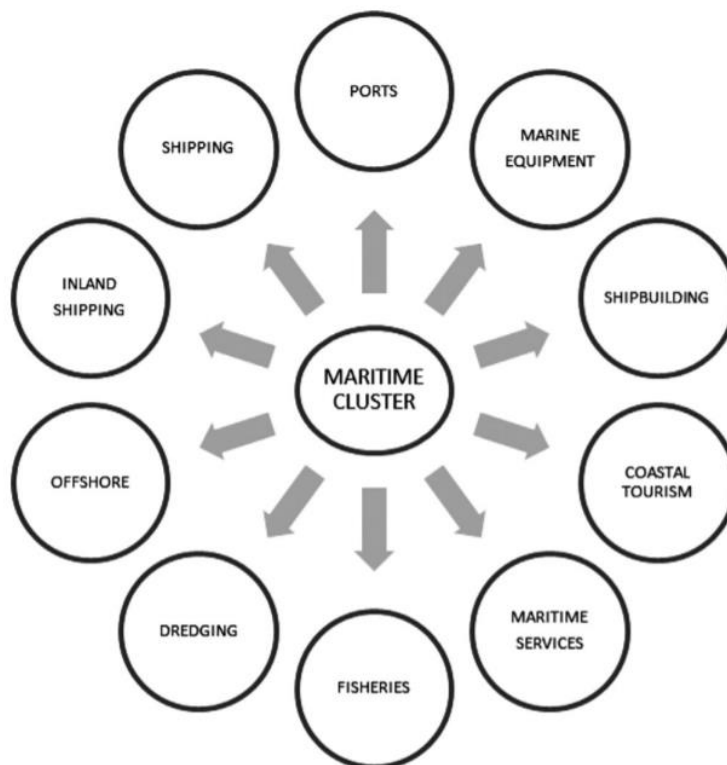 PORTS
SHIPPING
MARINE
EQUIPMENT
INLAND
SHIPPING
SHIPBUILDING
MARITIME
CLUSTER
OFFSHORE
COASTAL
TOURISM
DREDGING
MARITIME
SERVICES
FISHERIES